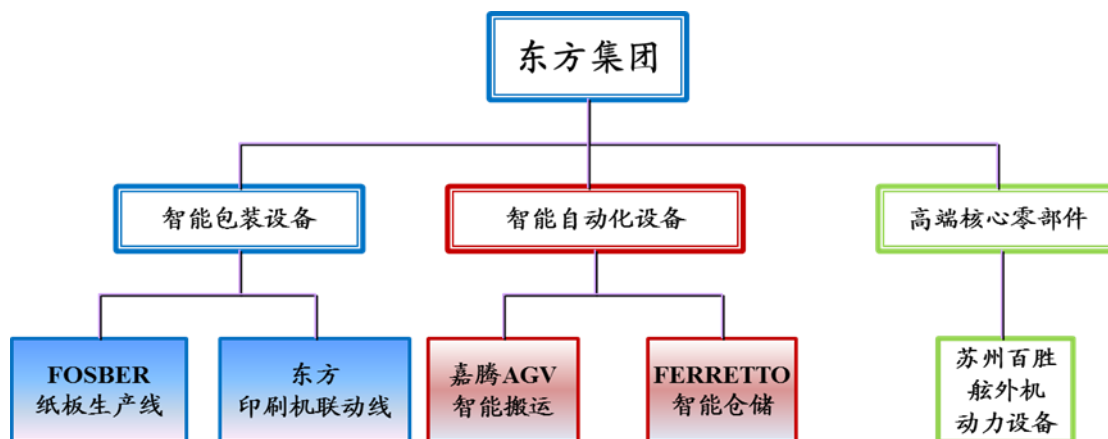 东方集团
智能包装设备
智能自动化设备
高端核心零部件
FOSBER
纸板生产线
东方
印刷机联动线
嘉腾AGV
智能搬运
FERRETTO
智能仓储
苏州百胜
舷外机
动力设备